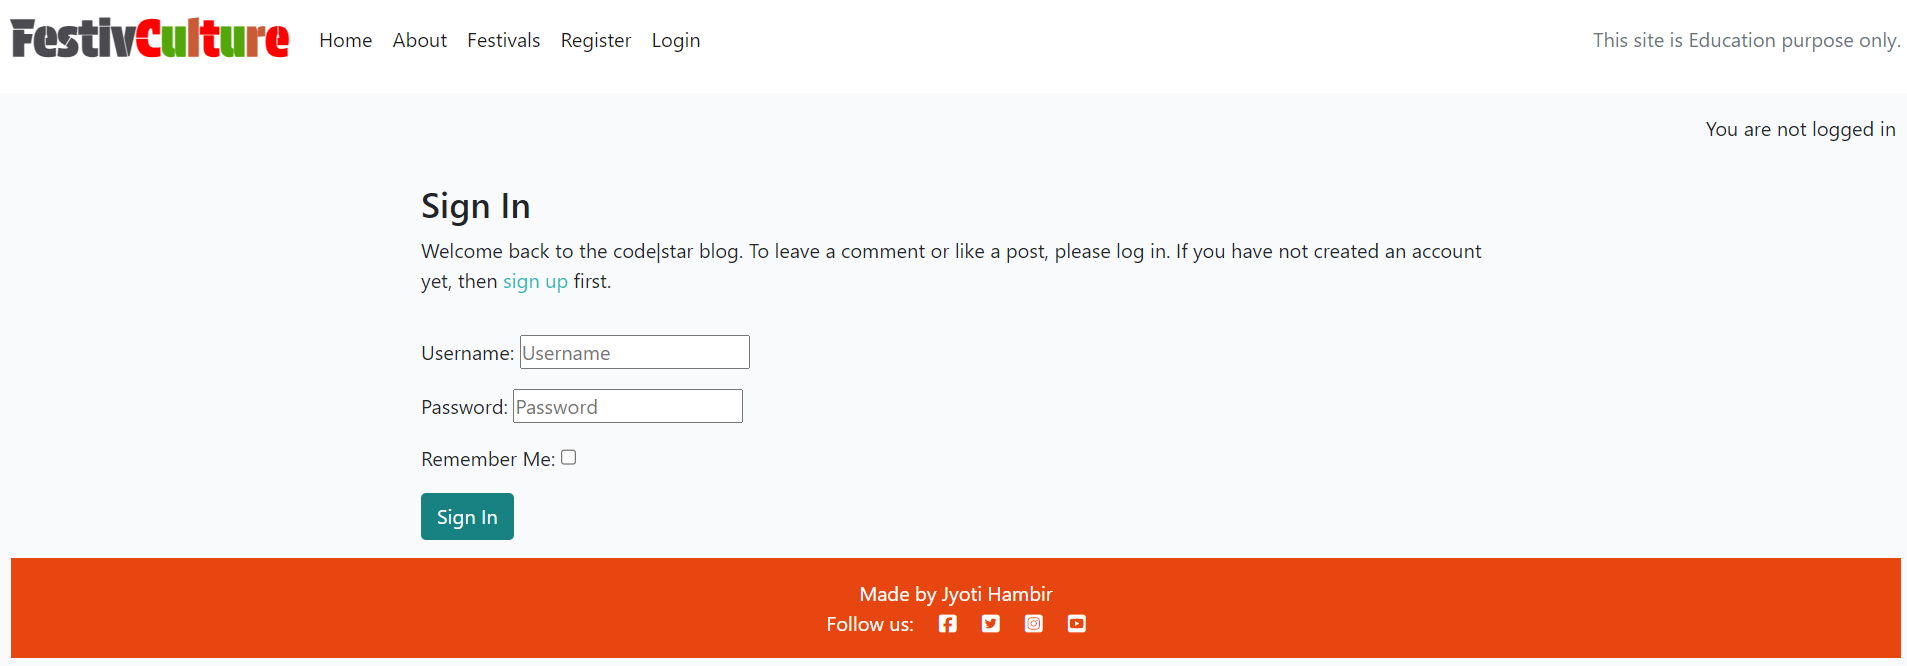 FestivCulture Home About Festivals Register Login This site is Education purpose only.
You are not logged in
Sign In
Welcome back to the code|star blog. To leave a comment or like a post, please log in. If you have not created an account
yet, then sign up first.
Username: Username
Password: Password
Remember Me:
Sign In
Made by Jyoti Hambir
Follow us: